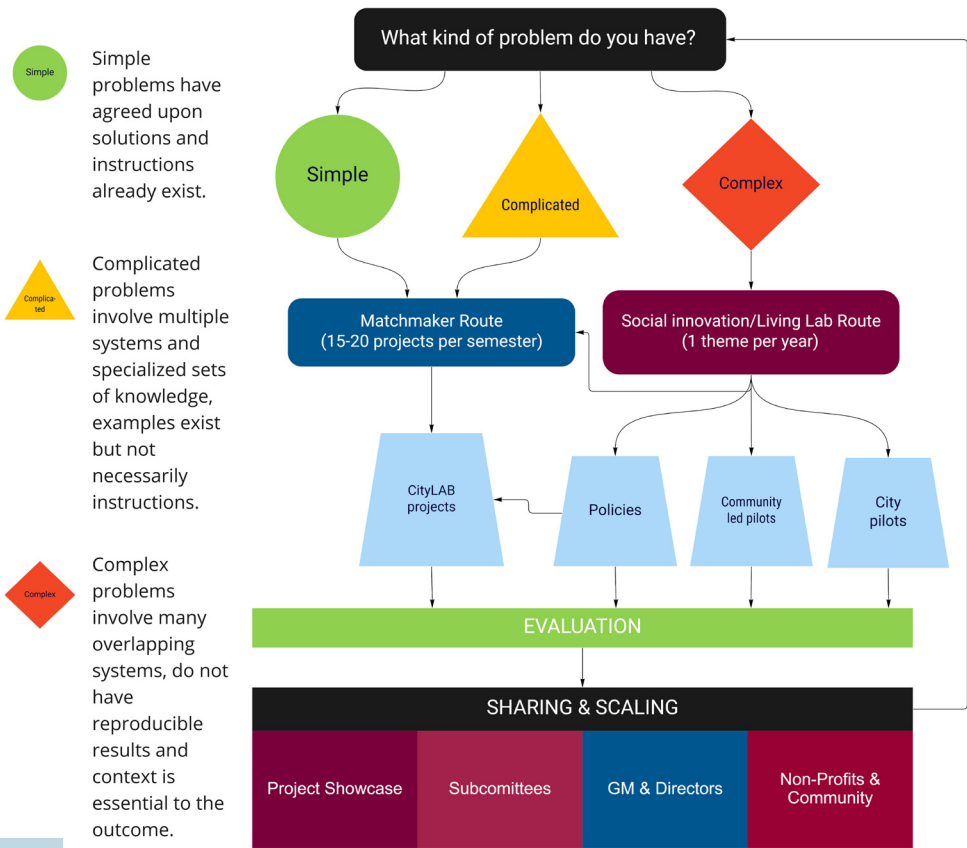 What kind of problem do you have?
Simple
Simple
problems have
agreed upon
solutions and
instructions
already exist.
Complica-
ted
Complicated
problems
involve multiple
systems and
specialized sets
of knowledge,
examples exist
but not
necessarily
instructions.
Complex
Complex
problems
involve many
overlapping
systems, do not
have
reproducible
results and
context is
essential to the
outcome.
Simple
Complicated
Complex
Matchmaker Route
(15-20 projects per semester)
Social innovation/Living Lab Route
(1 theme per year)
CityLAB
projects
Policies
Community
led pilots
City
pilots
EVALUATION
SHARING & SCALING
Project Showcase
Subcomittees
GM & Directors
Non-Profits &
Community